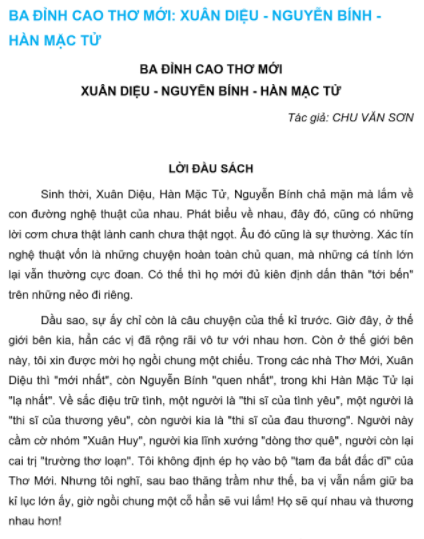 BA ĐỈNH CAO THƠ MỚI: XUÂN DIỆU - NGUYỄN BÍNH -
HÀN MẶC TỬ
BA ĐỈNH CAO THƠ MỚI
XUÂN DIỆU - NGUYỄN BÍNH - HÀN MẶC TỬ
Tác giả: CHU VĂN SƠN
LỜI ĐẦU SÁCH
Sinh thời, Xuân Diệu, Hàn Mặc Tử, Nguyễn Bính chả mặn mà lắm về
con đường nghệ thuật của nhau. Phát biểu về nhau, đây đó, cũng có những
lời cơm chưa thật lành canh chưa thật ngọt. Âu đó cũng là sự thường. Xác tín
nghệ thuật vốn là những chuyện hoàn toàn chủ quan, mà những cá tính lớn
lại vẫn thường cực đoan. Có thế thì họ mới đủ kiên định dấn thân "tới bến"
trên những nẻo đi riêng.
Dầu sao, sự ấy chỉ còn là câu chuyện của thế kỉ trước. Giờ đây, ở thế
giới bên kia, hẳn các vị đã rộng rãi vô tư với nhau hơn. Còn ở thế giới bên
này, tôi xin được mời họ ngồi chung một chiếu. Trong các nhà Thơ Mới, Xuân
Diệu thì "mới nhất", còn Nguyễn Bính "quen nhất", trong khi Hàn Mặc Tử lại
"lạ nhất". Về sắc điệu trữ tình, một người là "thi sĩ của tình yêu", một người là
"thi sĩ của thương yêu", còn người kia là "thi sĩ của đau thương". Người này
cầm cờ nhóm "Xuân Huy", người kia lĩnh xướng "dòng thơ quê", người còn lại
cai trị "trường thơ loạn". Tôi không định ép họ vào bộ "tam đa bất đắc dĩ" của
Thơ Mới. Nhưng tôi nghĩ, sau bao thăng trầm như thế, ba vị vẫn nắm giữ ba
kỉ lục lớn ấy, giờ ngồi chung một cỗ hẳn sẽ vui lắm! Họ sẽ quí nhau và thương
nhau hơn!